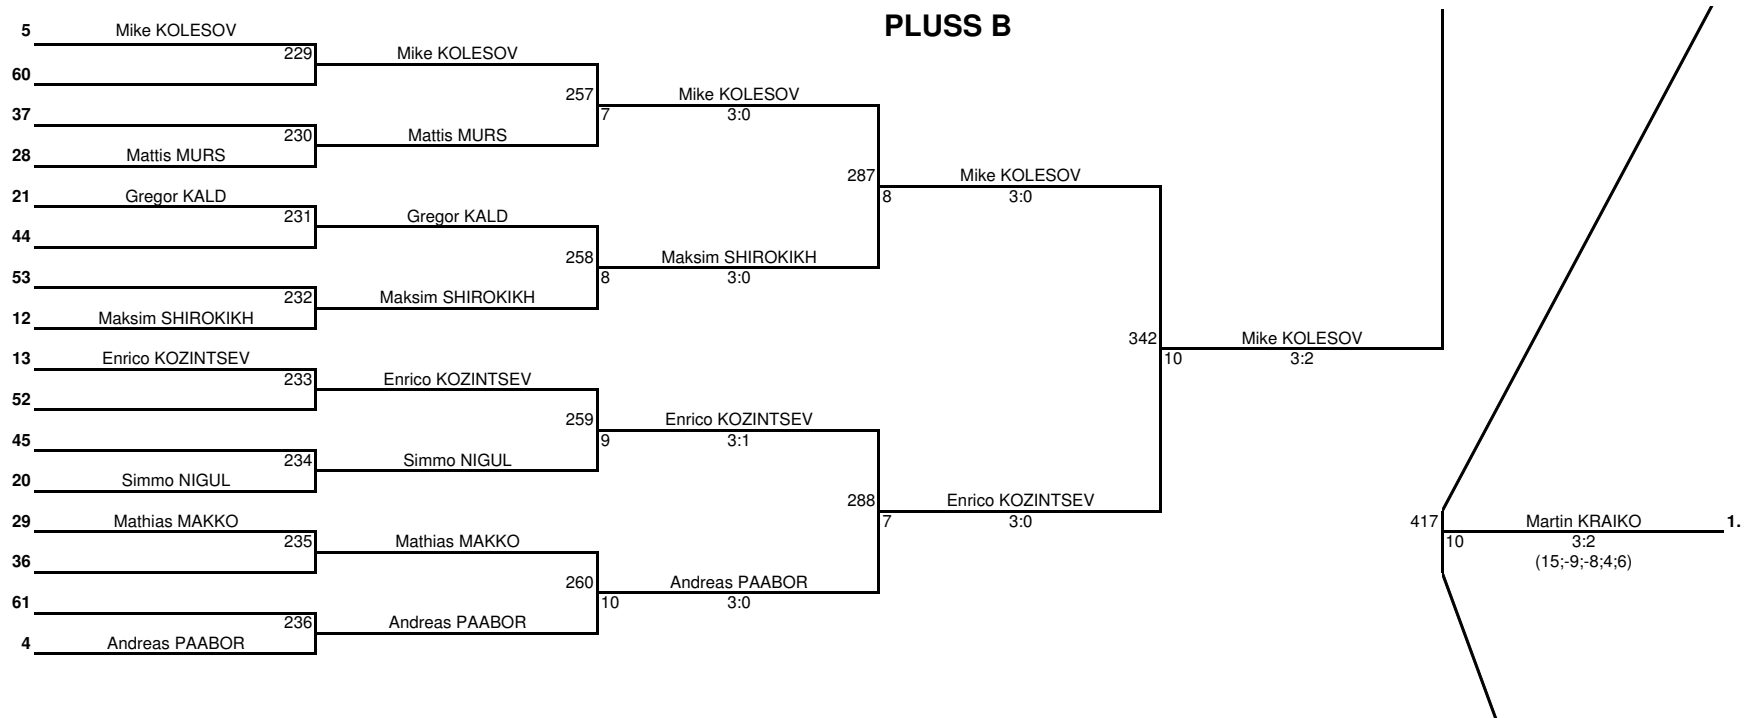 PLUSS B
5 Mike KOLESOV
229 Mike KOLESOV
60
257 Mike KOLESOV
7 3:0
37
230 Mattis MURS
28 Mattis MURS
287 Mike KOLESOV
8 3:0
21 Gregor KALD
231 Gregor KALD
44
258 Maksim SHIROKIKH
8 3:0
53
232 Maksim SHIROKIKH
12 Maksim SHIROKIKH
342 Mike KOLESOV
10 3:2
13 Enrico KOZINTSEV
233 Enrico KOZINTSEV
52
259 Enrico KOZINTSEV
9 3:1
45
234 Simmo NIGUL
20 Simmo NIGUL
288 Enrico KOZINTSEV
7 3:0
29 Mathias MAKKO
417 Martin KRAIKO 1.
10 3:2
(15;-9;-8;4;6)
235 Mathias MAKKO
36
260 Andreas PAABOR
10 3:0
61
236 Andreas PAABOR
4 Andreas PAABOR